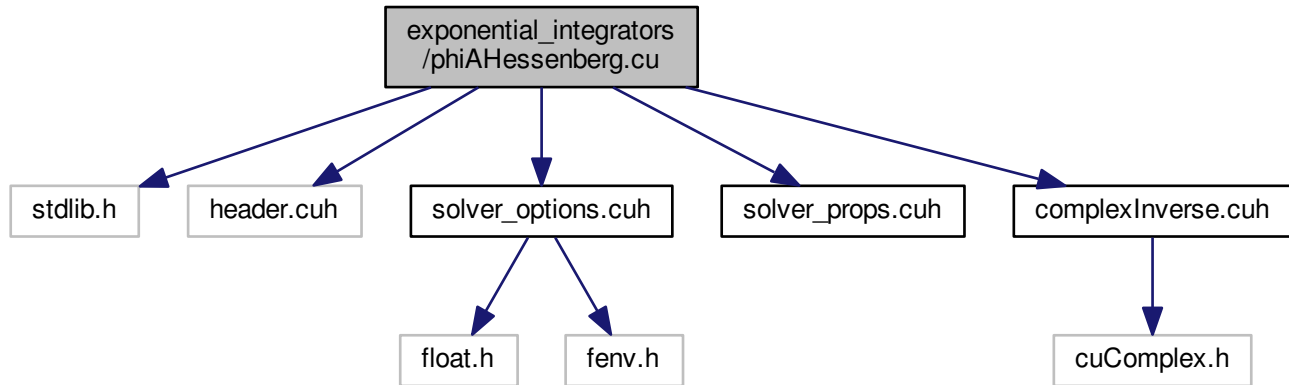 exponential_integrators
/phiAHessenberg.cu
stdlib.h
header.cuh
solver_options.cuh
solver_props.cuh
complexInverse.cuh
float.h
fenv.h
cuComplex.h